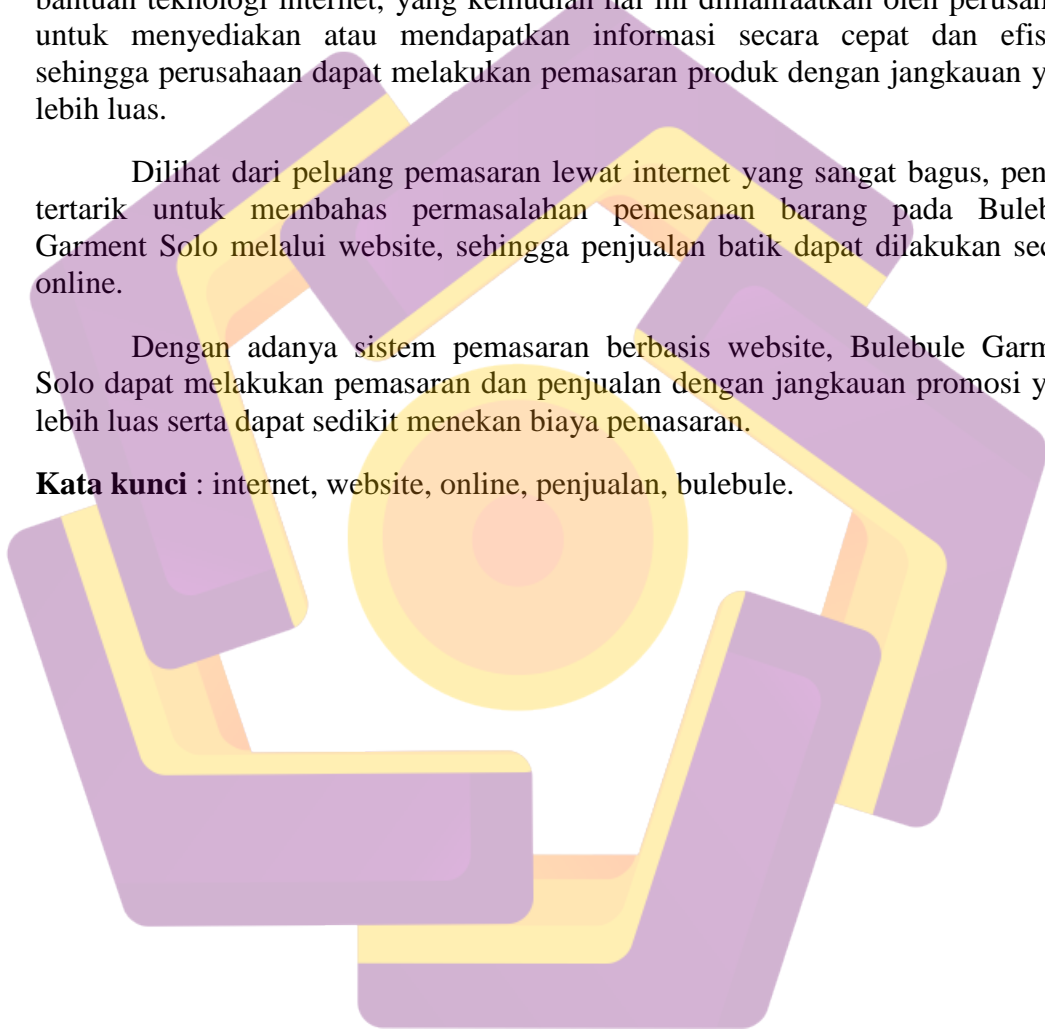 bantuan teknologi internet, yang kemudian hal ini dimanfaatkan oleh perusah
untuk menyediakan atau mendapatkan informasi secara cepat dan efis
sehingga perusahaan dapat melakukan pemasaran produk dengan jangkauan y
lebih luas.
Dilihat dari peluang pemasaran lewat internet yang sangat bagus, pen
tertarik untuk membahas permasalahan pemesanan barang pada Buleb
Garment Solo melalui website, sehingga penjualan batik dapat dilakukan sec
online.
Dengan adanya sistem pemasaran berbasis website, Bulebule Garm
Solo dapat melakukan pemasaran dan penjualan dengan jangkauan promosi y
lebih luas serta dapat sedikit menekan biaya pemasaran.
Kata kunci : internet, website, online, penjualan, bulebule.